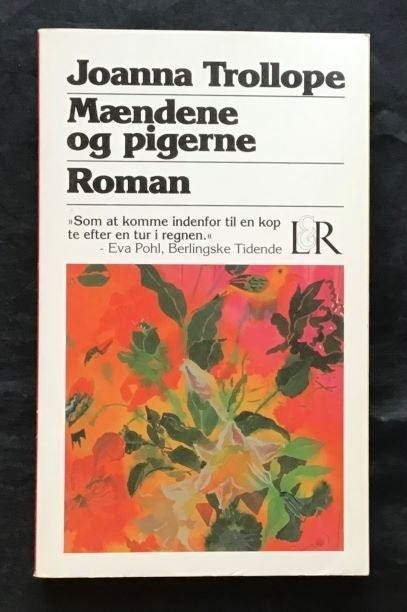 Joanna Trollope
Mændene
og pigerne
Roman
»Som at komme indenfor til en kop
te efter en tur i regnen.«
- Eva Pohl, Berlingske Tidende
L&R